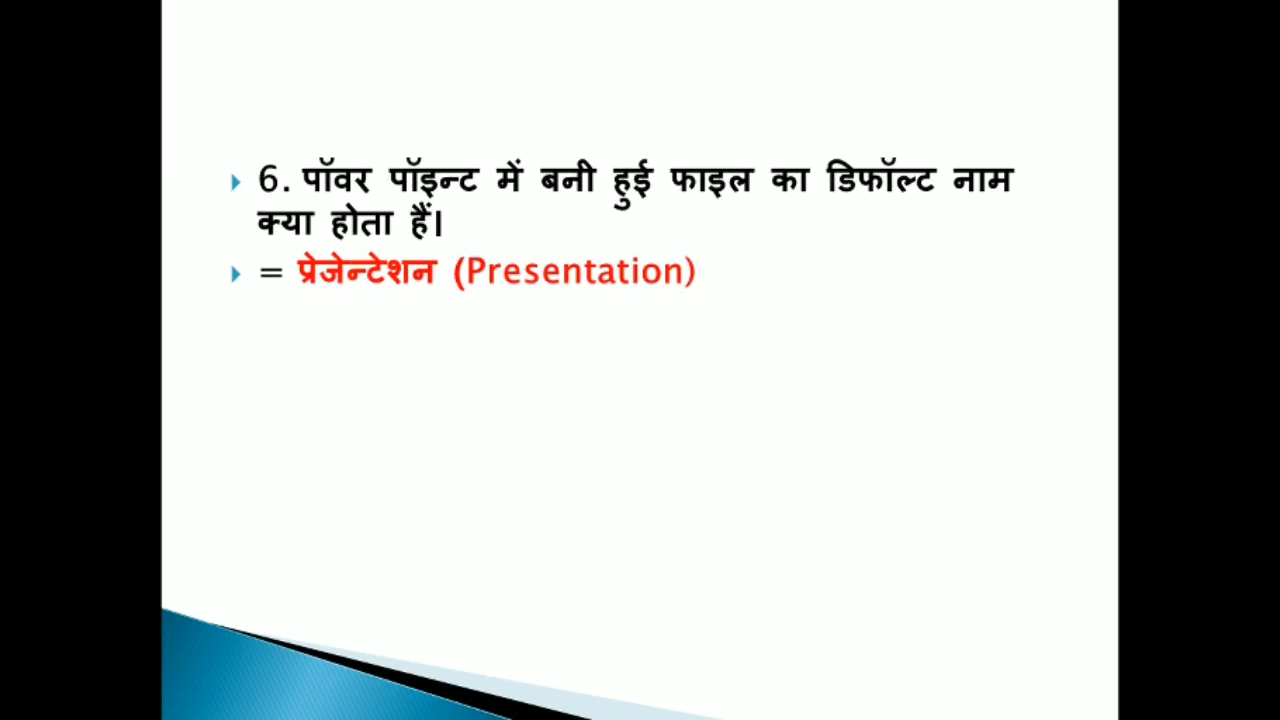 6. पॉवर पॉइन्ट में बनी हुई फाइल का डिफॉल्ट नाम
क्या होता हैं।
= प्रेजेन्टेशन (Presentation)